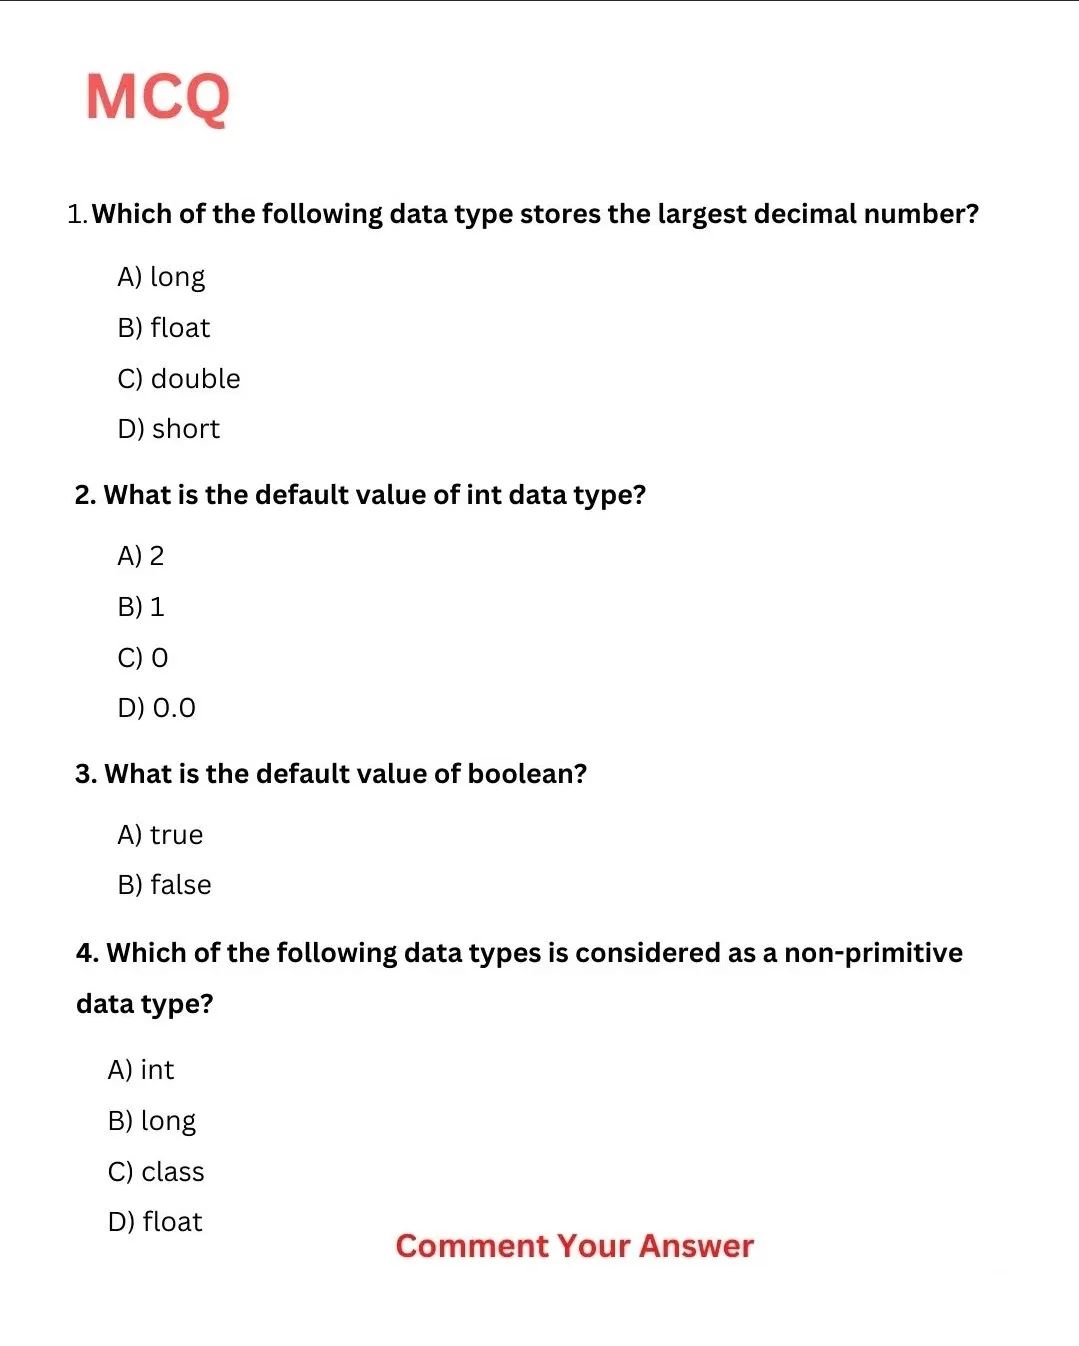 MCQ
1. Which of the following data type stores the largest decimal number?
A) long
B) float
C) double
D) short
2. What is the default value of int data type?
A) 2
B) 1
C) 0
D) 0.0
3. What is the default value of boolean?
A) true
B) false
4. Which of the following data types is considered as a non-primitive
data type?
A) int
B) long
C) class
D) float
Comment Your Answer